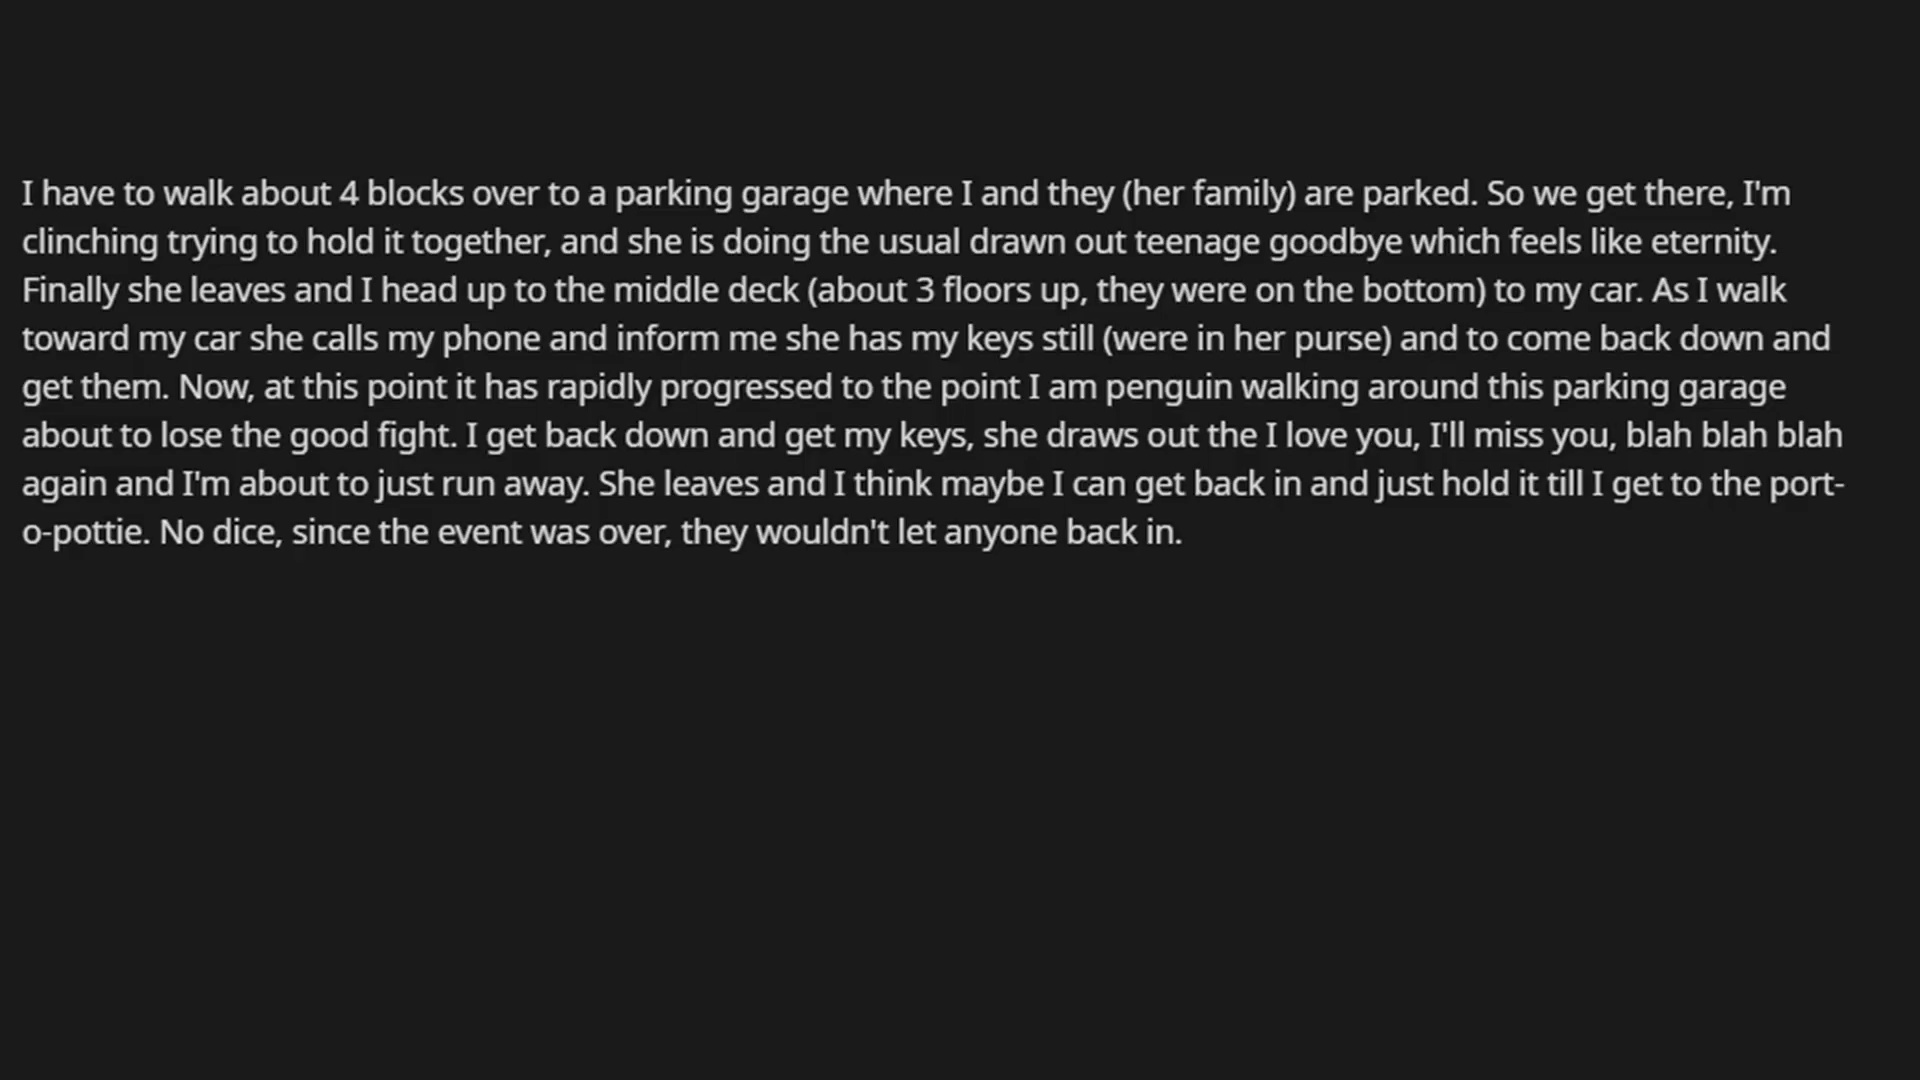 I have to walk about 4 blocks over to a parking garage where I and they (her family) are parked. So we get there, I'm
clinching trying to hold it together, and she is doing the usual drawn out teenage goodbye which feels like eternity.
Finally she leaves and I head up to the middle deck (about 3 floors up, they were on the bottom) to my car. As I walk
toward my car she calls my phone and inform me she has my keys still (were in her purse) and to come back down and
get them. Now, at this point it has rapidly progressed to the point I am penguin walking around this parking garage
about to lose the good fight. I get back down and get my keys, she draws out the I love you, I'll miss you, blah blah blah
again and I'm about to just run away. She leaves and I think maybe I can get back in and just hold it till I get to the port-
o-pottie. No dice, since the event was over, they wouldn't let anyone back in.